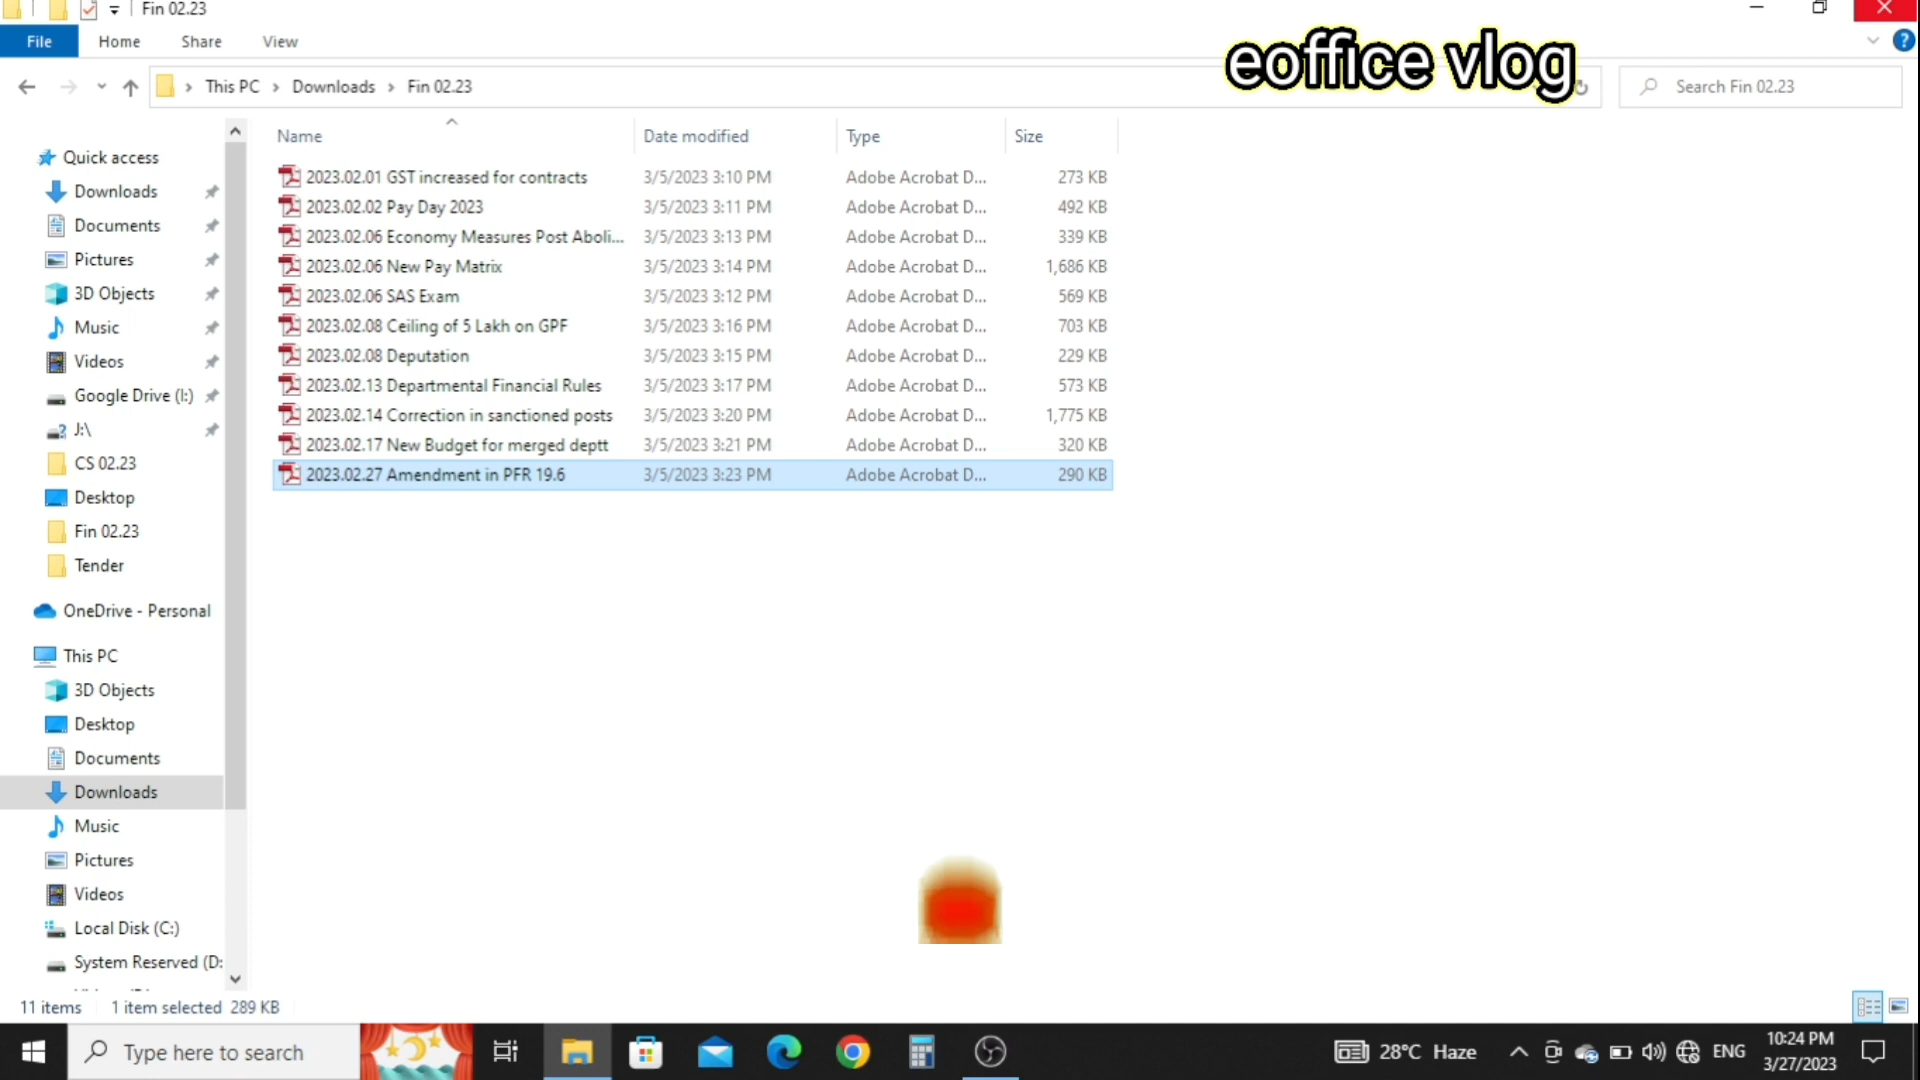 Fin 02.23
File Home Share View
eoffice vlog
This PC Downloads Fin 02.23
Search Fin 02.23
Name Date modified Type Size
Quick access
Downloads
Documents
Pictures
3D Objects
Music
Videos
Google Drive (I:)
J:\
CS 02.23
Desktop
Fin 02.23
Tender
OneDrive - Personal
This PC
3D Objects
Desktop
Documents
Downloads
Music
Pictures
Videos
Local Disk (C:)
System Reserved (D:
2023.02.01 GST increased for contracts 3/5/2023 3:10 PM Adobe Acrobat D... 273 KB
2023.02.02 Pay Day 2023 3/5/2023 3:11 PM Adobe Acrobat D... 492 KB
2023.02.06 Economy Measures Post Aboli... 3/5/2023 3:13 PM Adobe Acrobat D... 339 KB
2023.02.06 New Pay Matrix 3/5/2023 3:14 PM Adobe Acrobat D... 1,686 KB
2023.02.06 SAS Exam 3/5/2023 3:12 PM Adobe Acrobat D... 569 KB
2023.02.08 Ceiling of 5 Lakh on GPF 3/5/2023 3:16 PM Adobe Acrobat D... 703 KB
2023.02.08 Deputation 3/5/2023 3:15 PM Adobe Acrobat D... 229 KB
2023.02.13 Departmental Financial Rules 3/5/2023 3:17 PM Adobe Acrobat D... 573 KB
2023.02.14 Correction in sanctioned posts 3/5/2023 3:20 PM Adobe Acrobat D... 1,775 KB
2023.02.17 New Budget for merged deptt 3/5/2023 3:21 PM Adobe Acrobat D... 320 KB
2023.02.27 Amendment in PFR 19.6 3/5/2023 3:23 PM Adobe Acrobat D... 290 KB
11 items 1 item selected 289 KB
Type here to search
28°C Haze
ENG
10:24 PM
3/27/2023